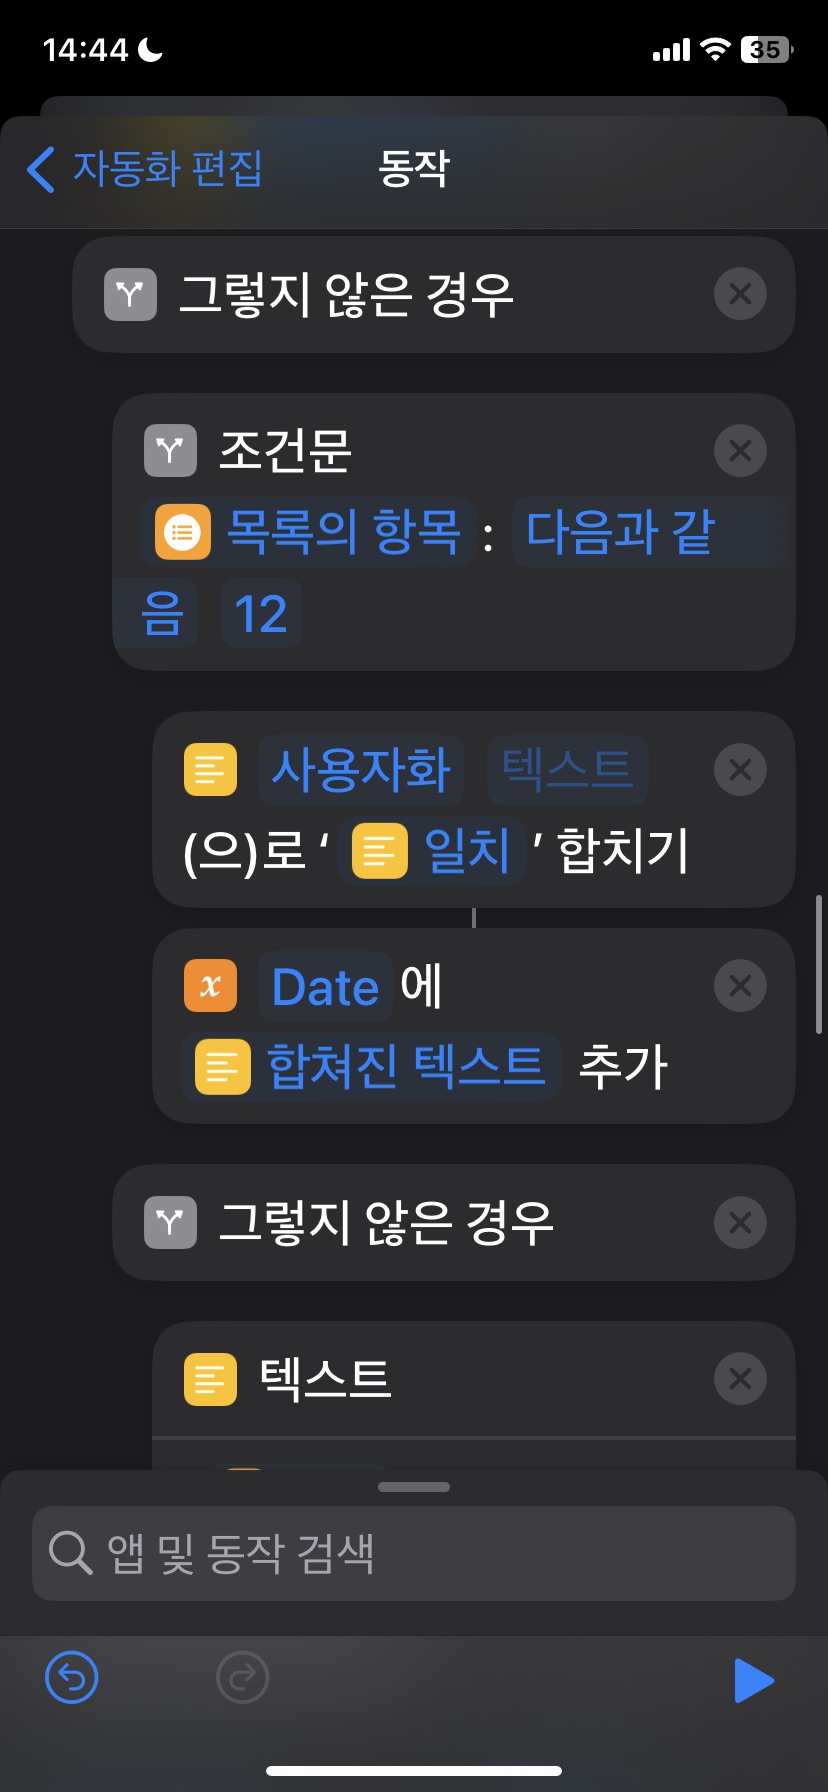 14:44
35
자동화 편집
동작
그렇지 않은 경우
조건문
목록의 항목 : 다음과 같
음 12
사용자화 텍스트
(으)로 ‘ 일치 ’ 합치기
x Date 에
합쳐진 텍스트 추가
그렇지 않은 경우
텍스트
앱 및 동작 검색